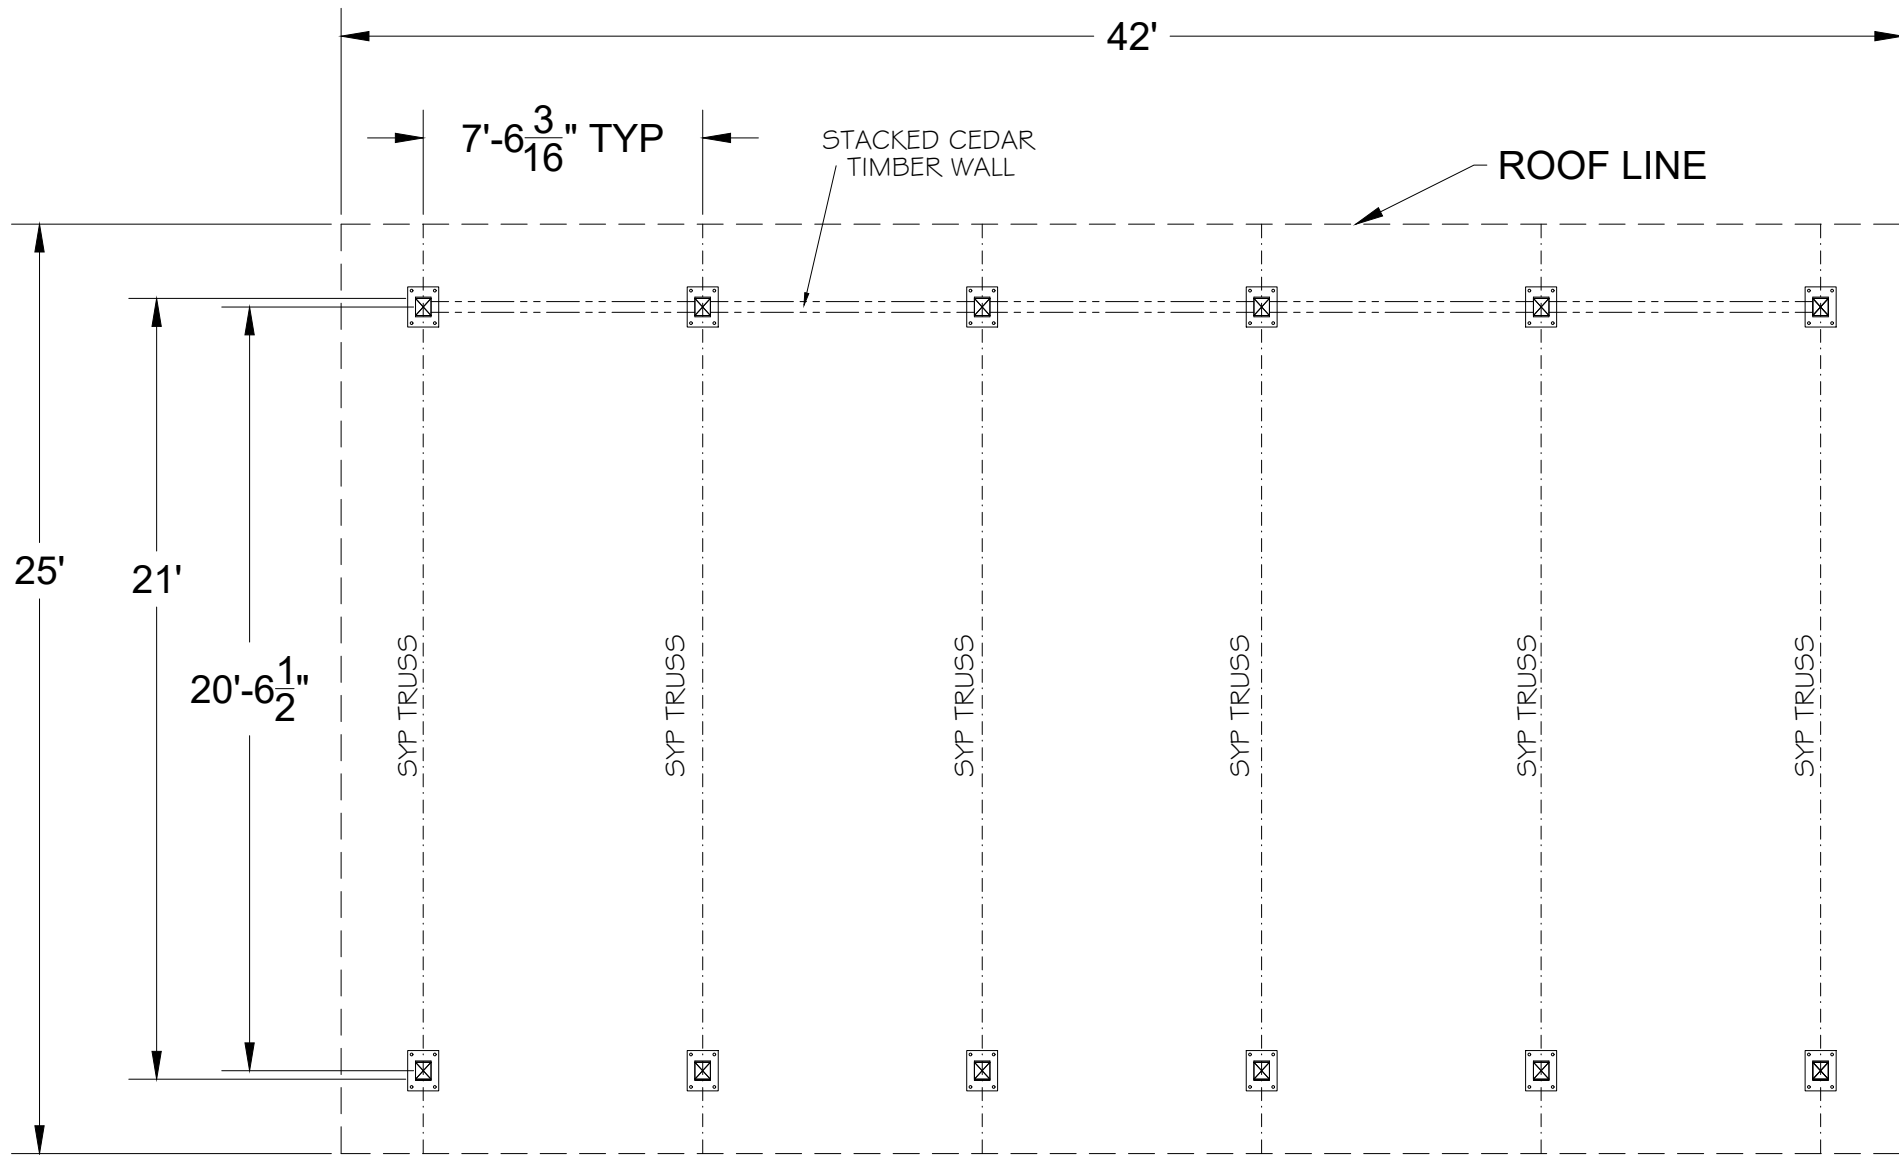 42'
7'-6 3/16" TYP
STACKED CEDAR
TIMBER WALL
ROOF LINE
25'
21'
20'-6 1/2"
SYP TRUSS
SYP TRUSS
SYP TRUSS
SYP TRUSS
SYP TRUSS
SYP TRUSS